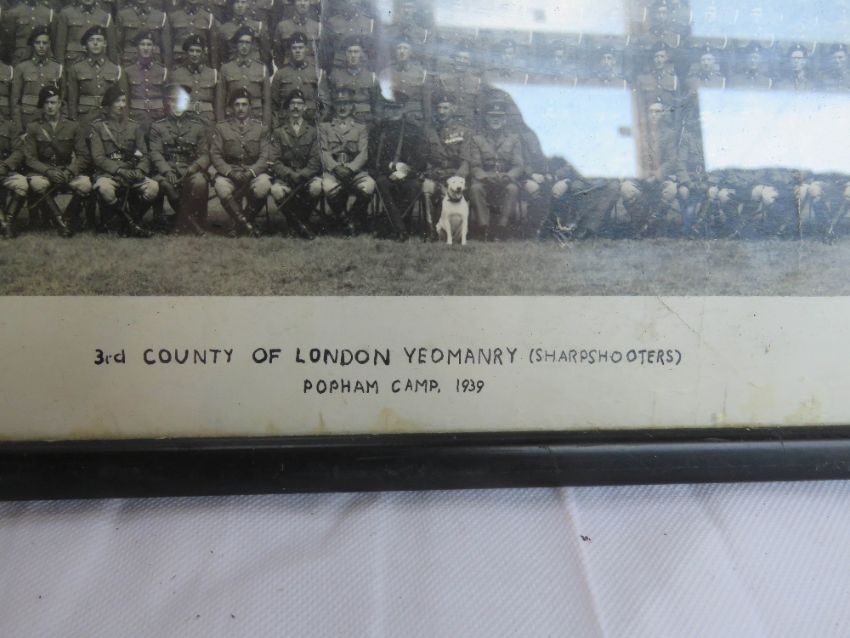 3rd COUNTY OF LONDON YEOMANRY (SHARPSHOOTERS)
POPHAM CAMP, 1939